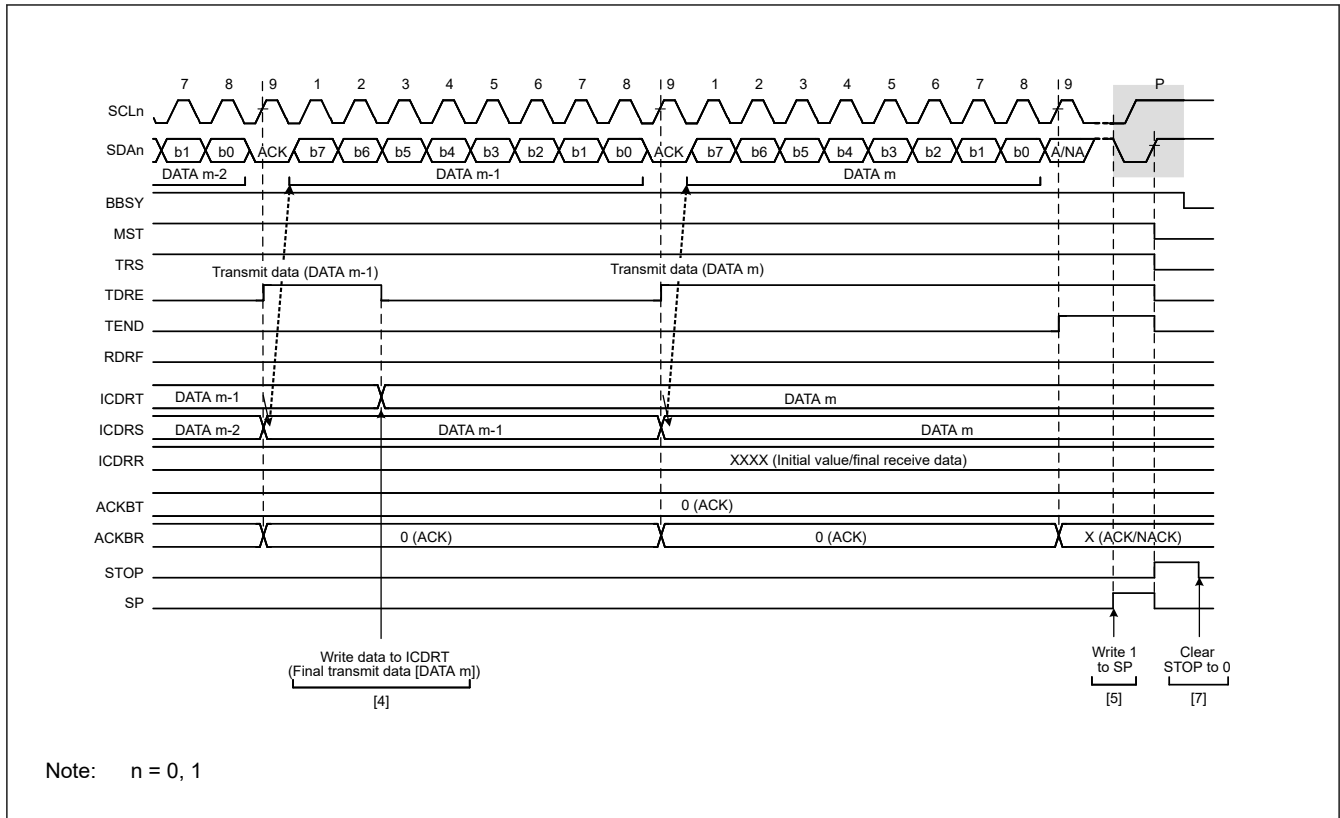 7 8 9 1 2 3 4 5 6 7 8 9 1 2 3 4 5 6 7 8 9 P
SCLn
SDAn b1 b0 ACK b7 b6 b5 b4 b3 b2 b1 b0 ACK b7 b6 b5 b4 b3 b2 b1 b0 A/NA
DATA m-2 DATA m-1 DATA m
BBSY
MST
TRS
Transmit data (DATA m-1) Transmit data (DATA m)
TDRE
TEND
RDRF
ICDRT DATA m-1 DATA m
ICDRS DATA m-2 DATA m-1 DATA m
ICDRR XXXX (Initial value/final receive data)
ACKBT 0 (ACK)
ACKBR 0 (ACK) 0 (ACK) X (ACK/NACK)
STOP
SP
Write data to ICDRT
(Final transmit data [DATA m])
[4]
Write 1
to SP
[5]
Clear
STOP to 0
[7]
Note: n = 0, 1